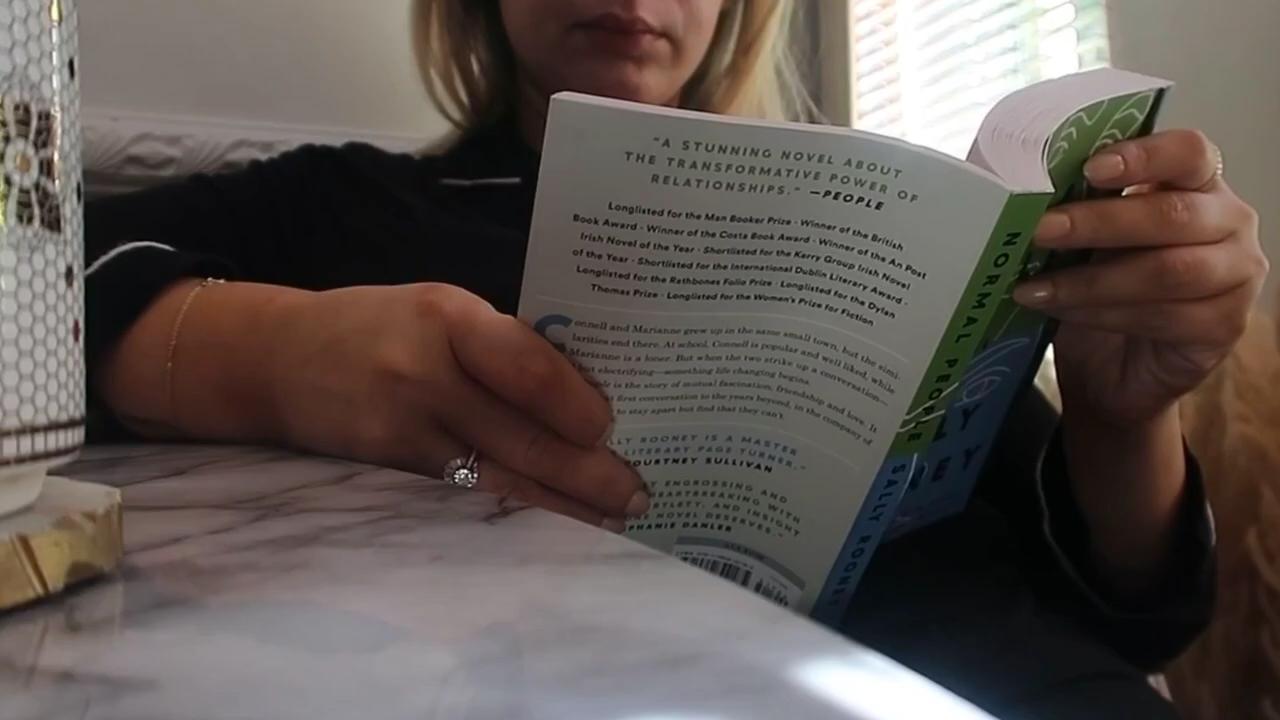 "A STUNNING NOVEL ABOUT
THE TRANSFORMATIVE POWER OF
RELATIONSHIPS." —PEOPLE
Longlisted for the Man Booker Prize · Winner of the British
Book Award · Winner of the Costa Book Award · Winner of the An Post
Irish Novel of the Year · Shortlisted for the Kerry Group Irish Novel
of the Year · Shortlisted for the International Dublin Literary Award ·
Longlisted for the Rathbones Folio Prize · Longlisted for the Dylan
Thomas Prize · Longlisted for the Women's Prize for Fiction
Connell and Marianne grew up in the same small town, but the simi-
larities end there. At school, Connell is popular and well liked, while
Marianne is a loner. But when the two strike up a conversation—
but electrifying—something life changing begins.
is the story of mutual fascination, friendship and love. It
first conversation to the years beyond, in the company of
to stay apart but find that they can't.
LLY ROONEY IS A MASTER
LITERARY PAGE TURNER."
COURTNEY SULLIVAN
ENGROSSING AND
HEARTBREAKING WITH
AND INSIGHT
NOVEL DESERVES."
PHANIE DANLER
NORMAL PEOPLE SALLY ROONEY